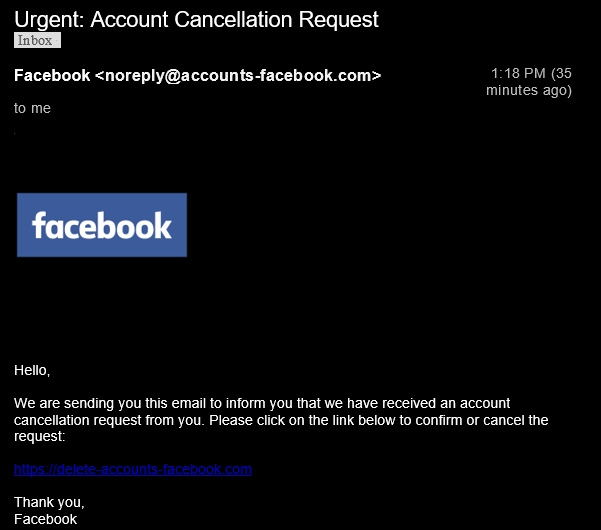 Urgent: Account Cancellation Request
Inbox
Facebook <noreply@accounts-facebook.com>
1:18 PM (35
minutes ago)
to me
facebook
Hello,
We are sending you this email to inform you that we have received an account
cancellation request from you. Please click on the link below to confirm or cancel the
request:
https://delete-accounts-facebook.com
Thank you,
Facebook